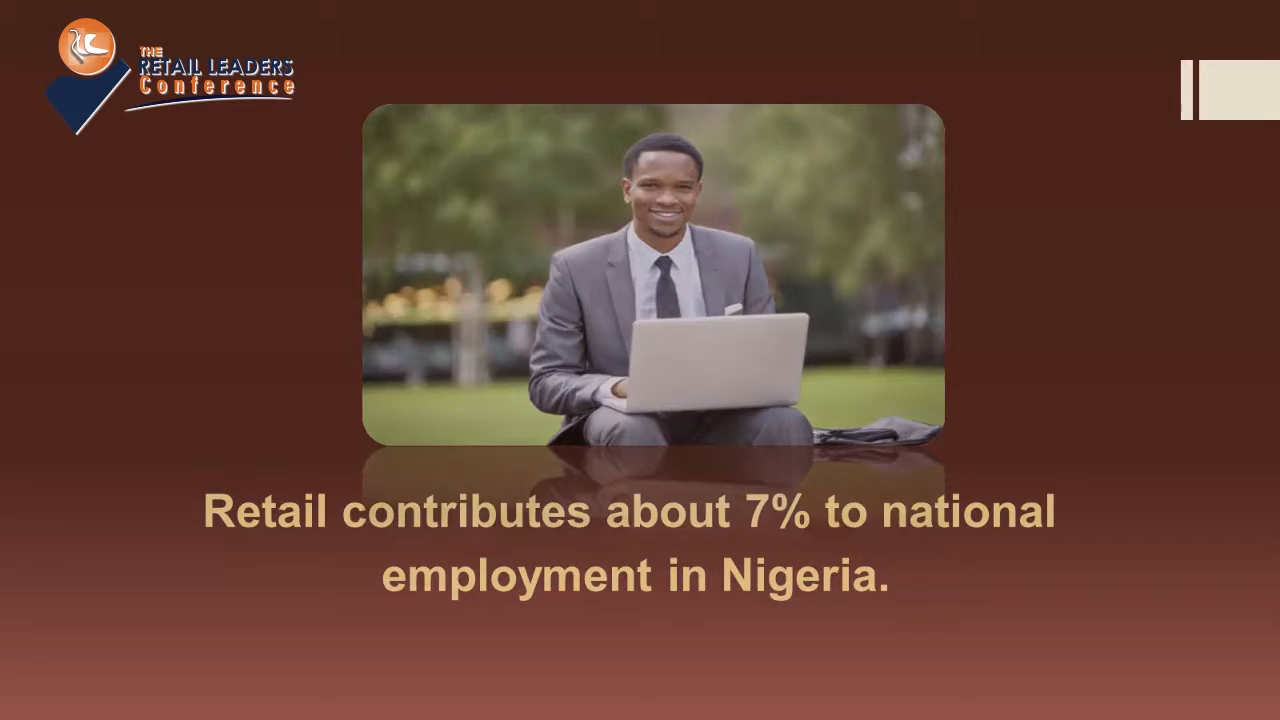 THE
RETAIL LEADERS
Conference
Retail contributes about 7% to national
employment in Nigeria.